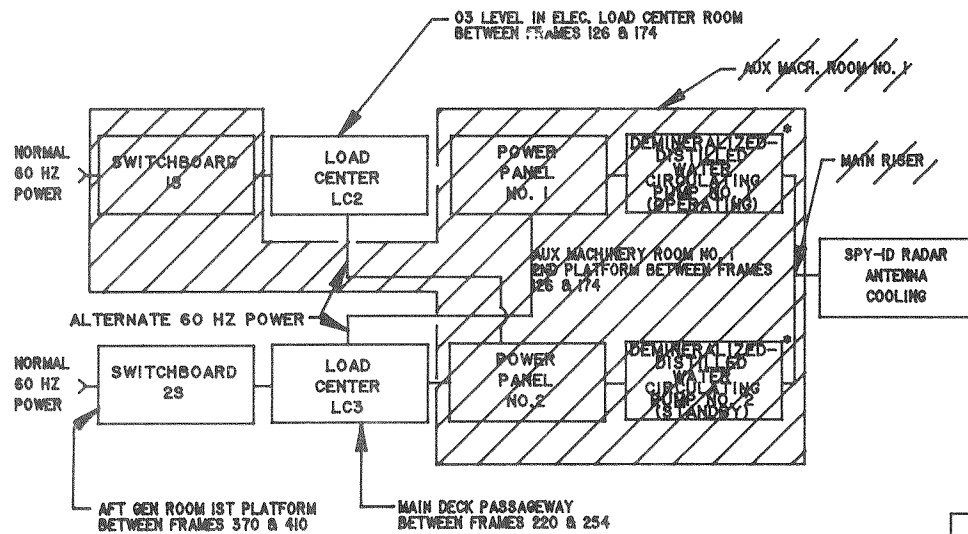 03 LEVEL IN ELEC. LOAD CENTER ROOM
BETWEEN FRAMES 126 & 174
AUX MACH. ROOM NO. 1
NORMAL
60 HZ
POWER
SWITCHBOARD
1S
LOAD
CENTER
LC2
POWER
PANEL
NO. 1
*
DEMINERALIZED-
DISTILLED
WATER
CIRCULATING
PUMP NO. 1
(OPERATING)
MAIN RISER
AUX MACHINERY ROOM NO. 1
2ND PLATFORM BETWEEN FRAMES
126 & 174
SPY-1D RADAR
ANTENNA
COOLING
ALTERNATE 60 HZ POWER
NORMAL
60 HZ
POWER
SWITCHBOARD
2S
LOAD
CENTER
LC3
POWER
PANEL
NO.2
*
DEMINERALIZED-
DISTILLED
WATER
CIRCULATING
PUMP NO. 2
(STANDBY)
AFT GEN ROOM 1ST PLATFORM
BETWEEN FRAMES 370 & 410
MAIN DECK PASSAGEWAY
BETWEEN FRAMES 220 & 254